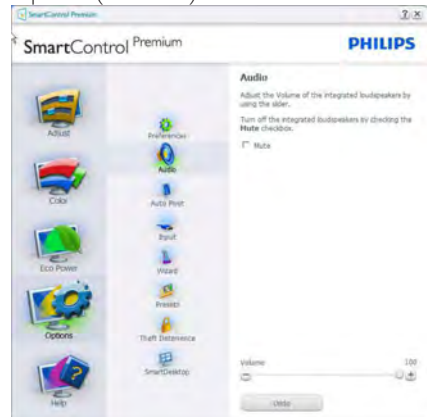 SmartControl Premium
SmartControl Premium
PHILIPS
Audio
Adjust the Volume of the integrated loudspeakers by
using the slider.
Turn off the integrated loudspeakers by checking the
Mute checkbox.
Mute
Adjust
Color
Eco Power
Options
Help
Preferences
Audio
Auto Pivot
Input
Wizard
Presets
Theft Deterrence
SmartDesktop
Volume
100
Undo